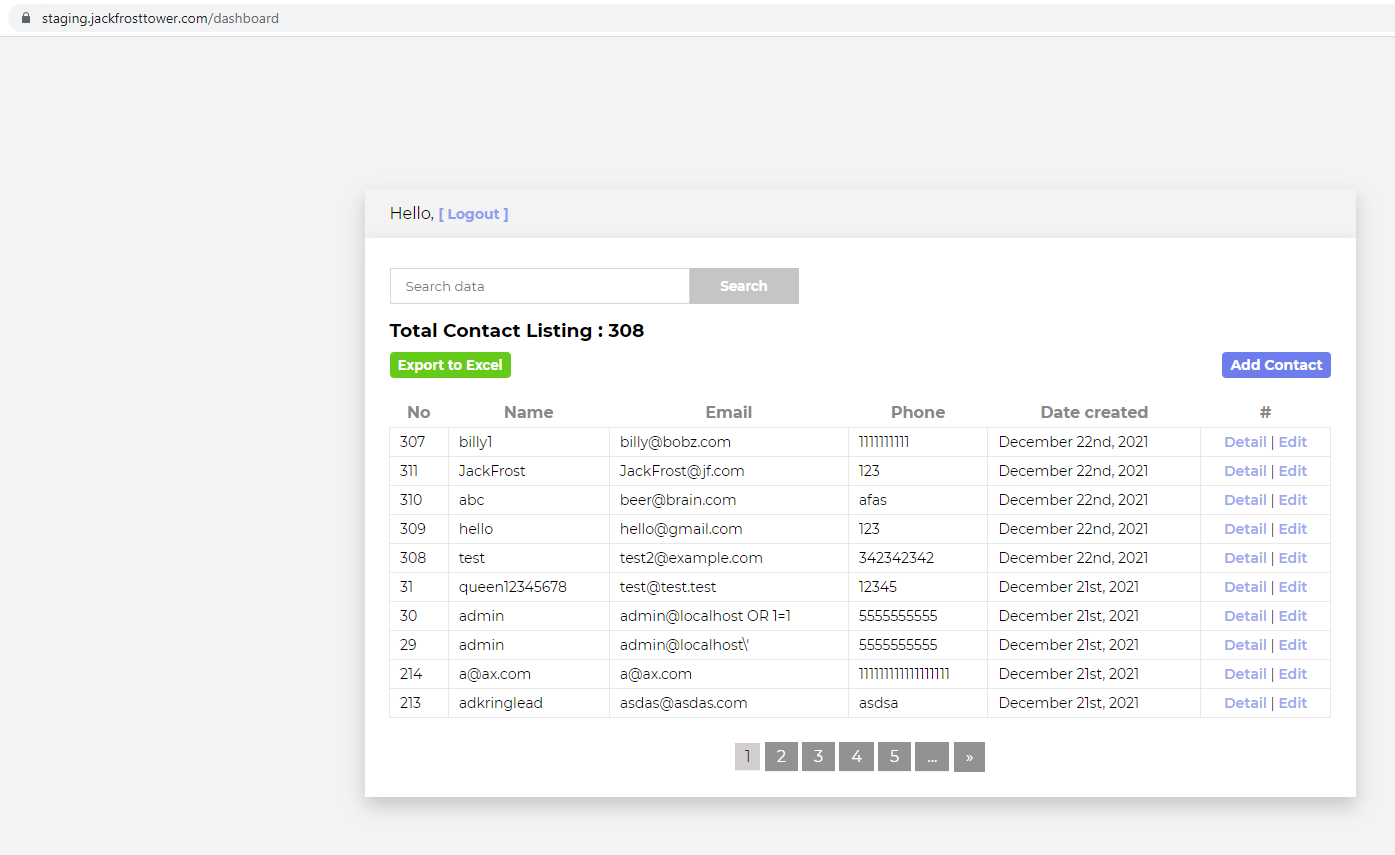 staging.jackfrosttower.com/dashboard
Hello, [ Logout ]
Search data Search
Total Contact Listing : 308
Export to Excel Add Contact
No Name Email Phone Date created #
307 billy1 billy@bobz.com 1111111111 December 22nd, 2021 Detail | Edit
311 JackFrost JackFrost@jf.com 123 December 22nd, 2021 Detail | Edit
310 abc beer@brain.com afas December 22nd, 2021 Detail | Edit
309 hello hello@gmail.com 123 December 22nd, 2021 Detail | Edit
308 test test2@example.com 342342342 December 22nd, 2021 Detail | Edit
31 queen12345678 test@test.test 12345 December 21st, 2021 Detail | Edit
30 admin admin@localhost OR 1=1 5555555555 December 21st, 2021 Detail | Edit
29 admin admin@localhost\' 5555555555 December 21st, 2021 Detail | Edit
214 a@ax.com a@ax.com 111111111111111111 December 21st, 2021 Detail | Edit
213 adkringlead asdas@asdas.com asdsa December 21st, 2021 Detail | Edit
1 2 3 4 5 ... »